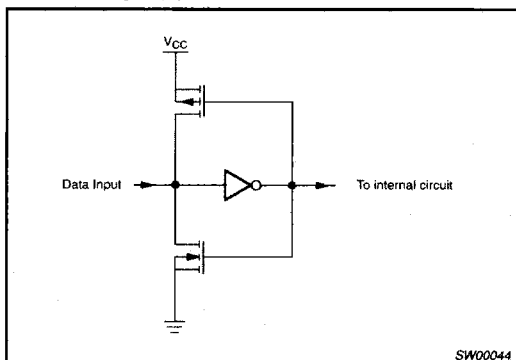 VCC
Data Input
To internal circuit
SW00044